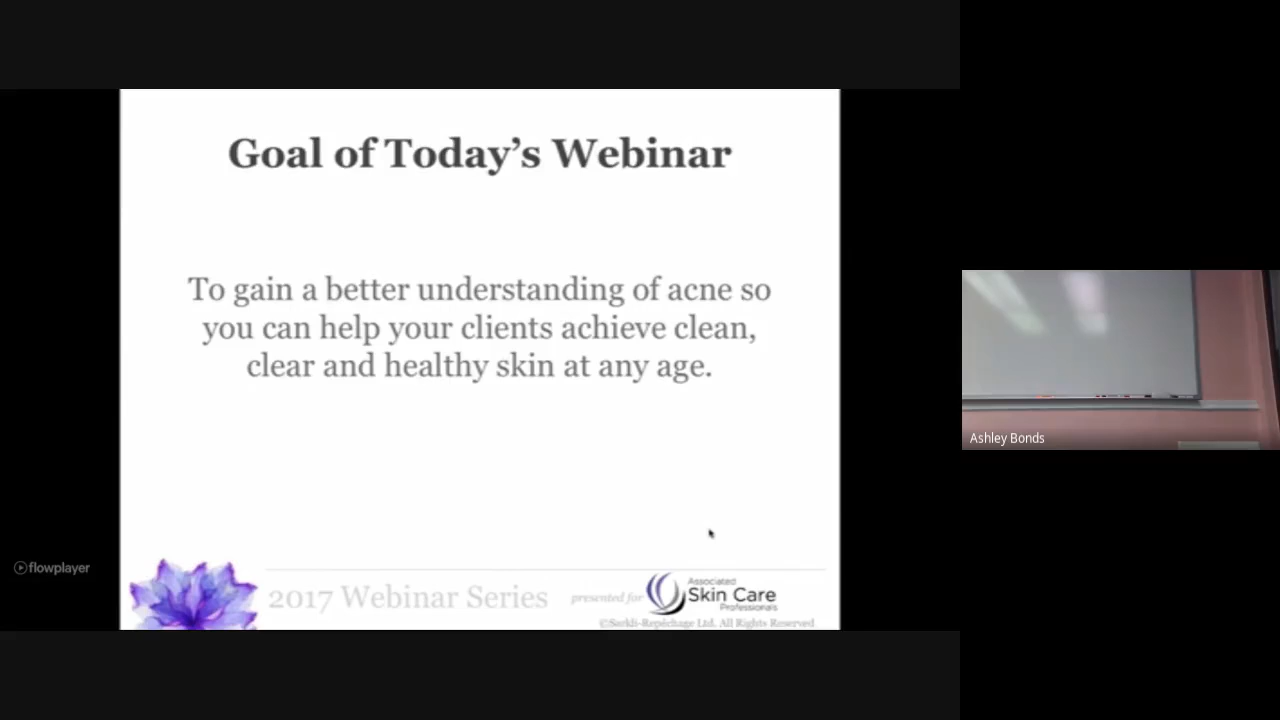 Goal of Today's Webinar
To gain a better understanding of acne so
you can help your clients achieve clean,
clear and healthy skin at any age.
Ashley Bonds
flowplayer
2017 Webinar Series
presented for
Associated
Skin Care
Professionals
©Sarkli-Repêchage Ltd. All Rights Reserved